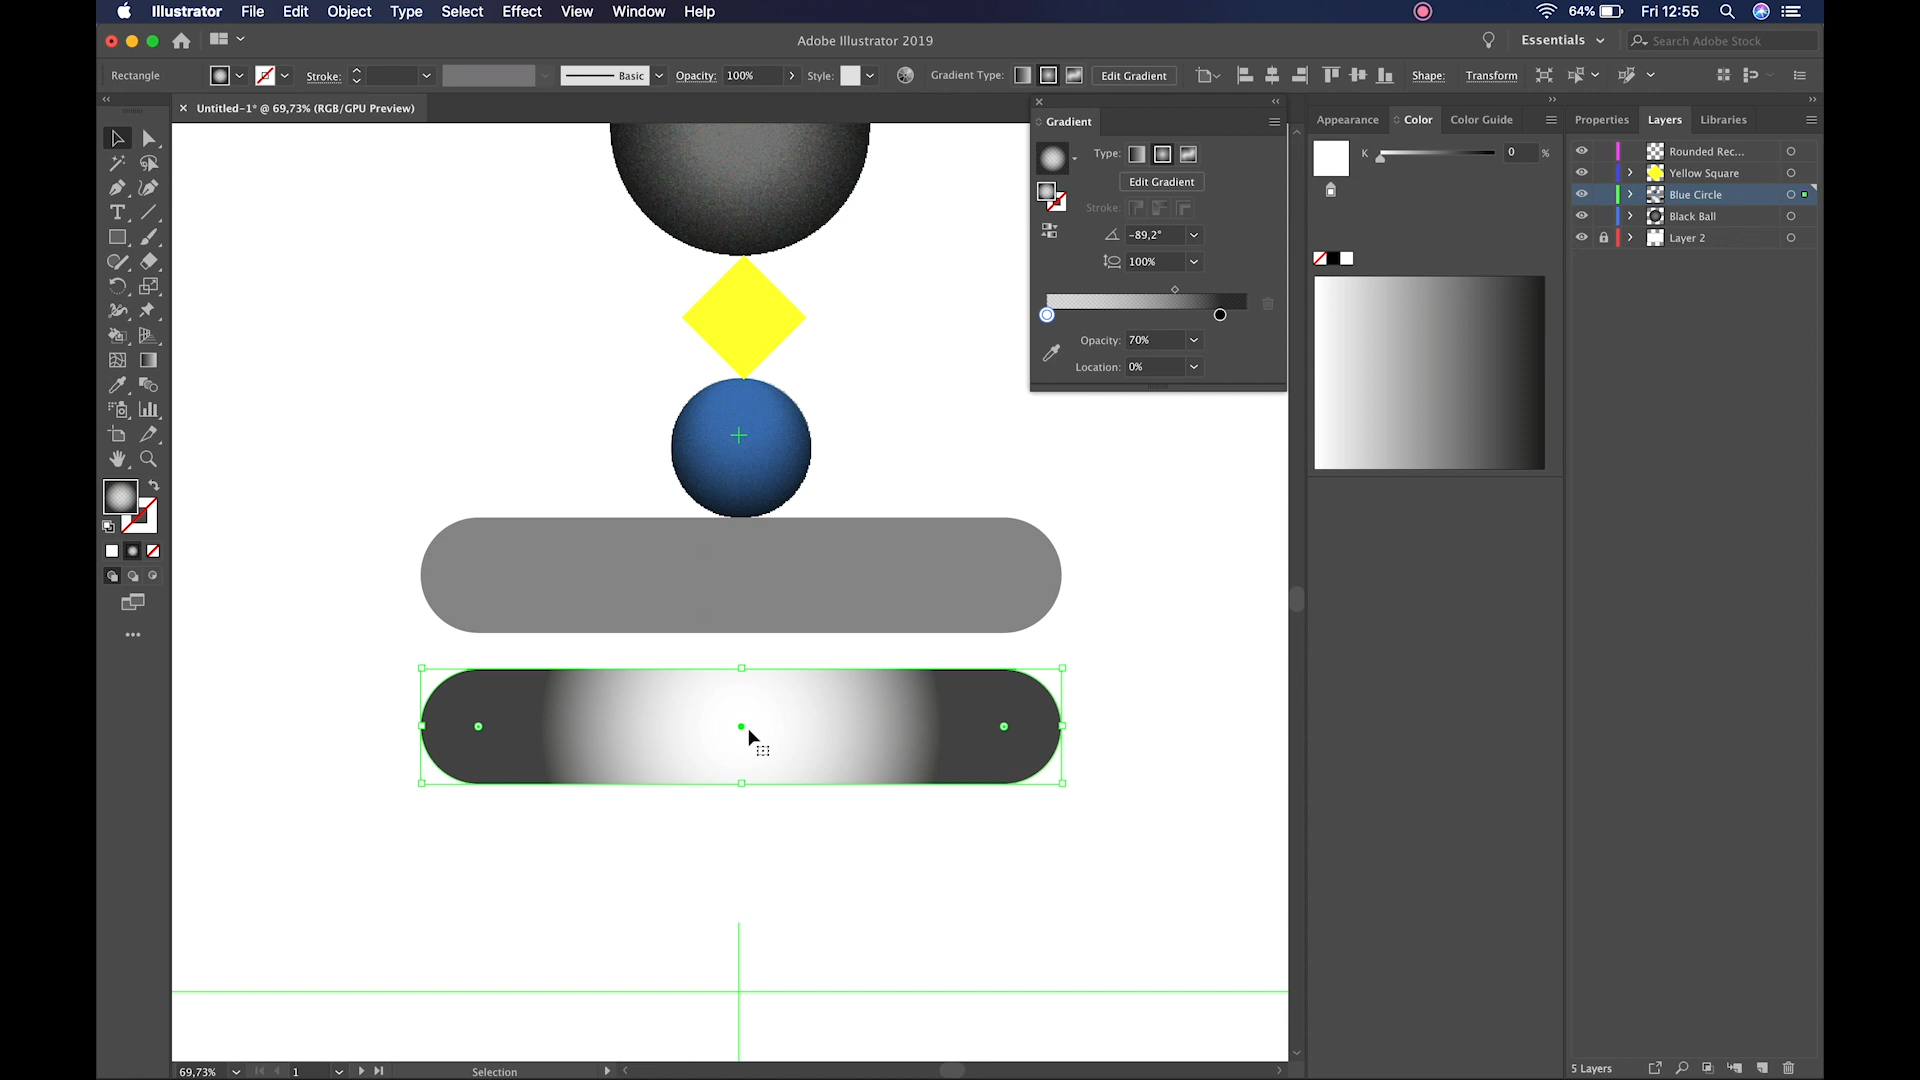 Illustrator File Edit Object Type Select Effect View Window Help 64% Fri 12:55
Adobe Illustrator 2019 Essentials Search Adobe Stock
Rectangle Stroke: Basic Opacity: 100% Style: Gradient Type: Edit Gradient Shape: Transform
Untitled-1* @ 69,73% (RGB/GPU Preview)
Gradient
Type:
Edit Gradient
Stroke:
-89,2°
100%
Opacity: 70%
Location: 0%
Appearance Color Color Guide
K 0 %
Properties Layers Libraries
Rounded Rec...
Yellow Square
Blue Circle
Black Ball
Layer 2
69,73% 1 Selection
5 Layers